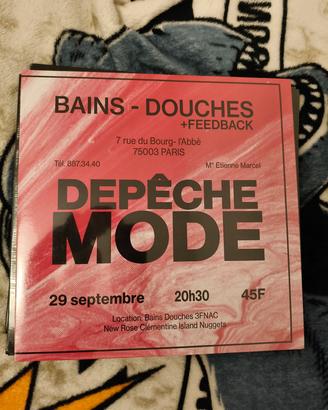 BAINS - DOUCHES
+FEEDBACK
7 rue du Bourg- l'Abbè
75003 PARIS
Tél. 887.34.40
M° Etienne Marcel
DEPÊCHE
MODE
29 septembre 20h30 45F
Location: Bains Douches 3FNAC
New Rose Clémentine Island Nuggets